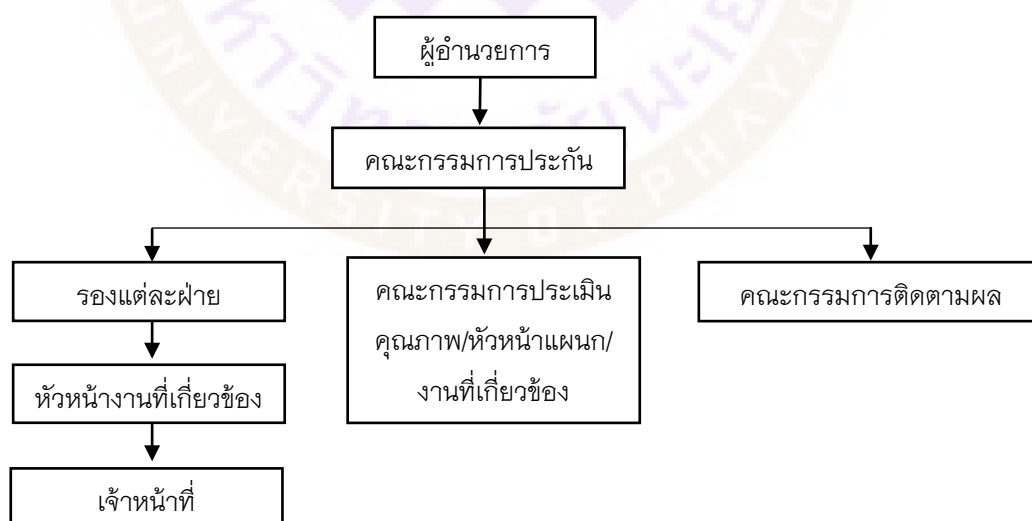 ผู้อำนวยการ
คณะกรรมการประกัน
รองแต่ละฝ่าย
คณะกรรมการประเมิน
คุณภาพ/หัวหน้าแผนก/
งานที่เกี่ยวข้อง
คณะกรรมการติดตามผล
หัวหน้างานที่เกี่ยวข้อง
เจ้าหน้าที่
UNIVERSITY OF PHAYAO